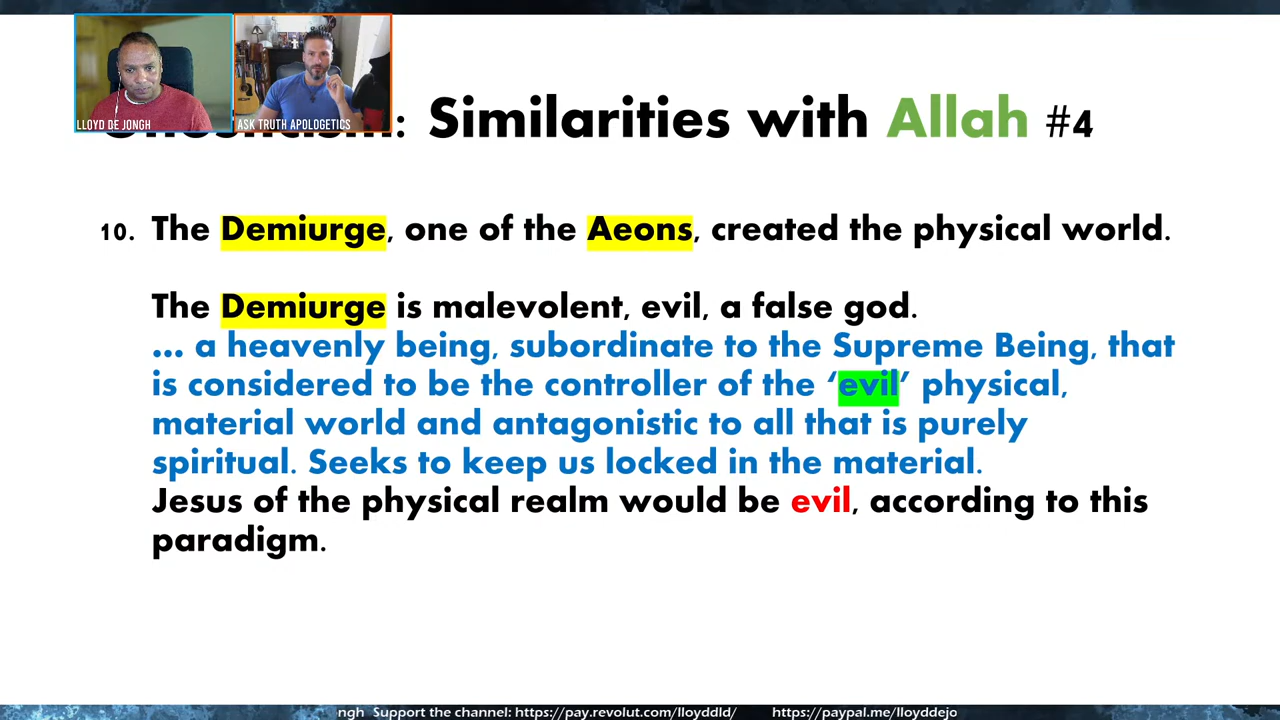 LLOYD DE JONGH
ASK TRUTH APOLOGETICS
: Similarities with Allah #4
10. The Demiurge, one of the Aeons, created the physical world.
The Demiurge is malevolent, evil, a false god.
... a heavenly being, subordinate to the Supreme Being, that
is considered to be the controller of the ‘evil’ physical,
material world and antagonistic to all that is purely
spiritual. Seeks to keep us locked in the material.
Jesus of the physical realm would be evil, according to this
paradigm.
ngh Support the channel: https://pay.revolut.com/lloyddld/ https://paypal.me/lloyddejo